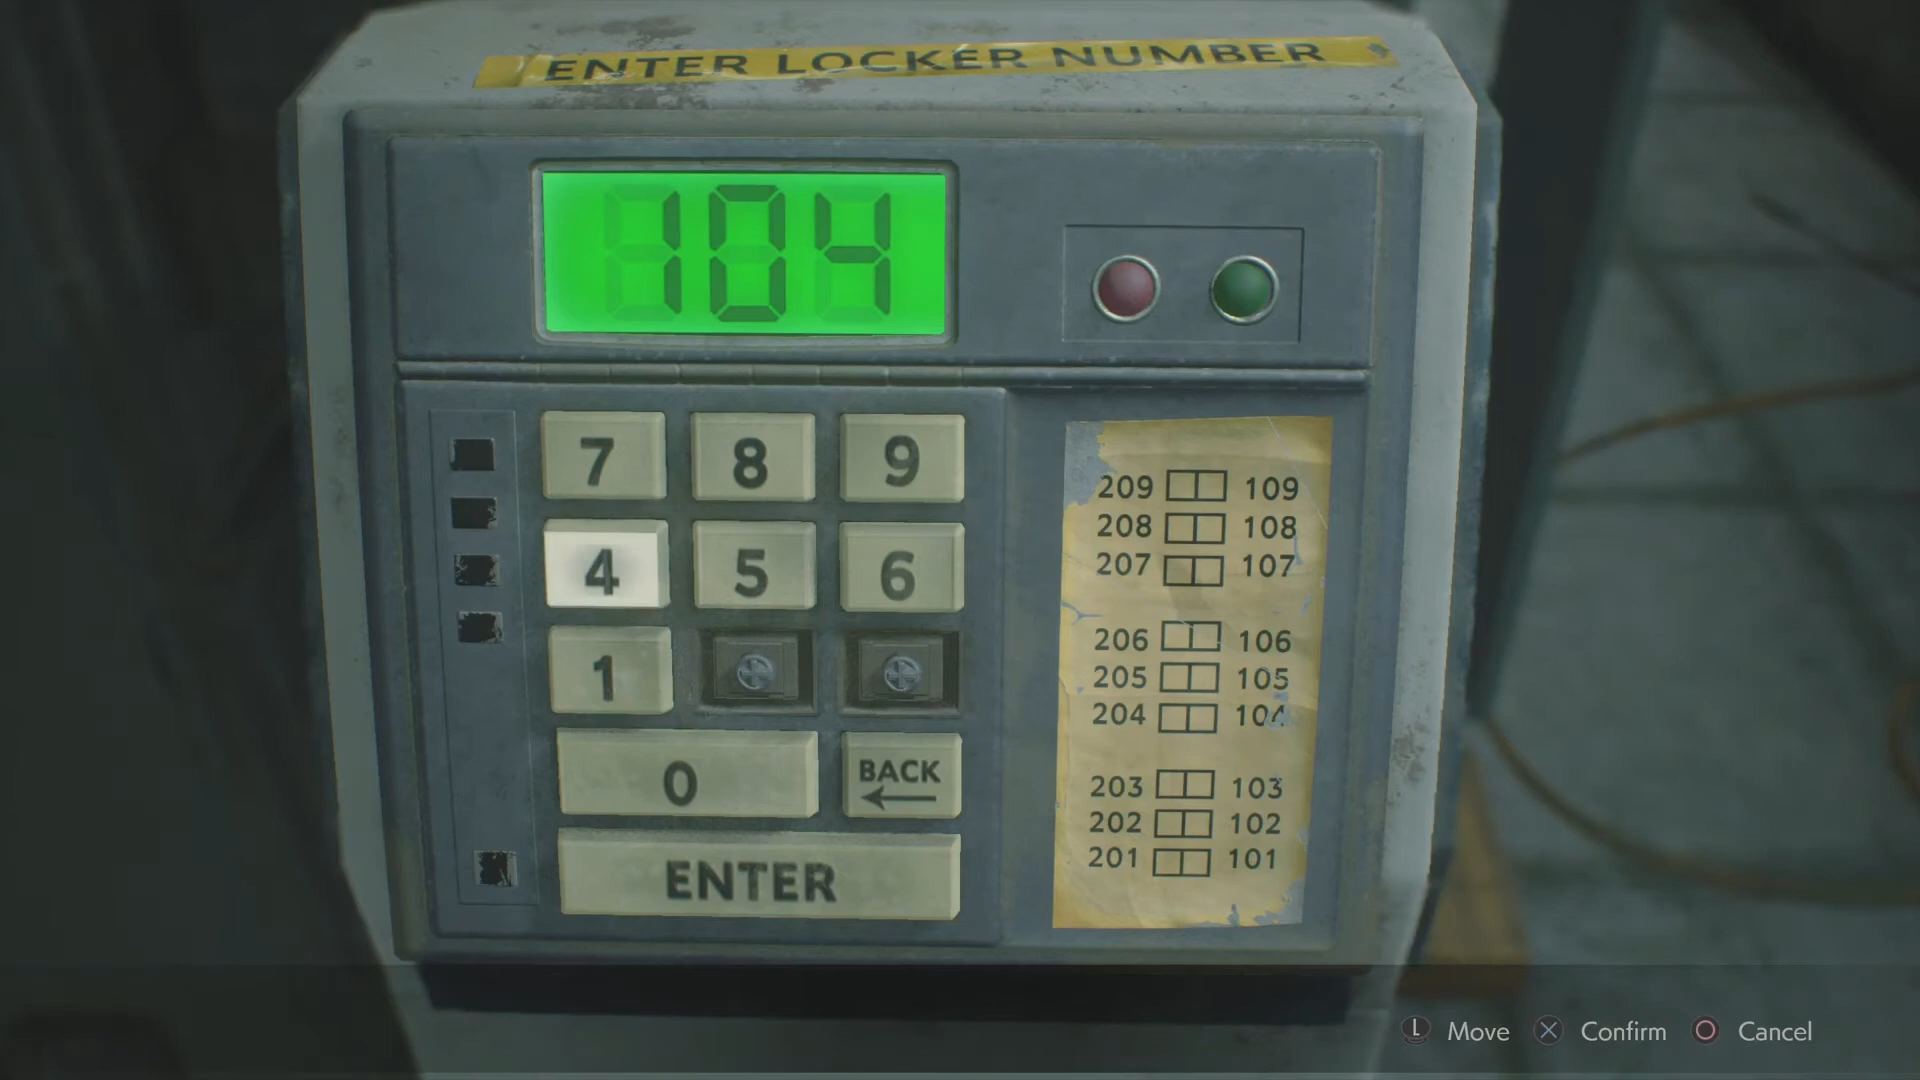 ENTER LOCKER NUMBER
104
7 8 9
4 5 6
1
0 BACK
ENTER
209 109
208 108
207 107
206 106
205 105
204 104
203 103
202 102
201 101
L Move Confirm Cancel